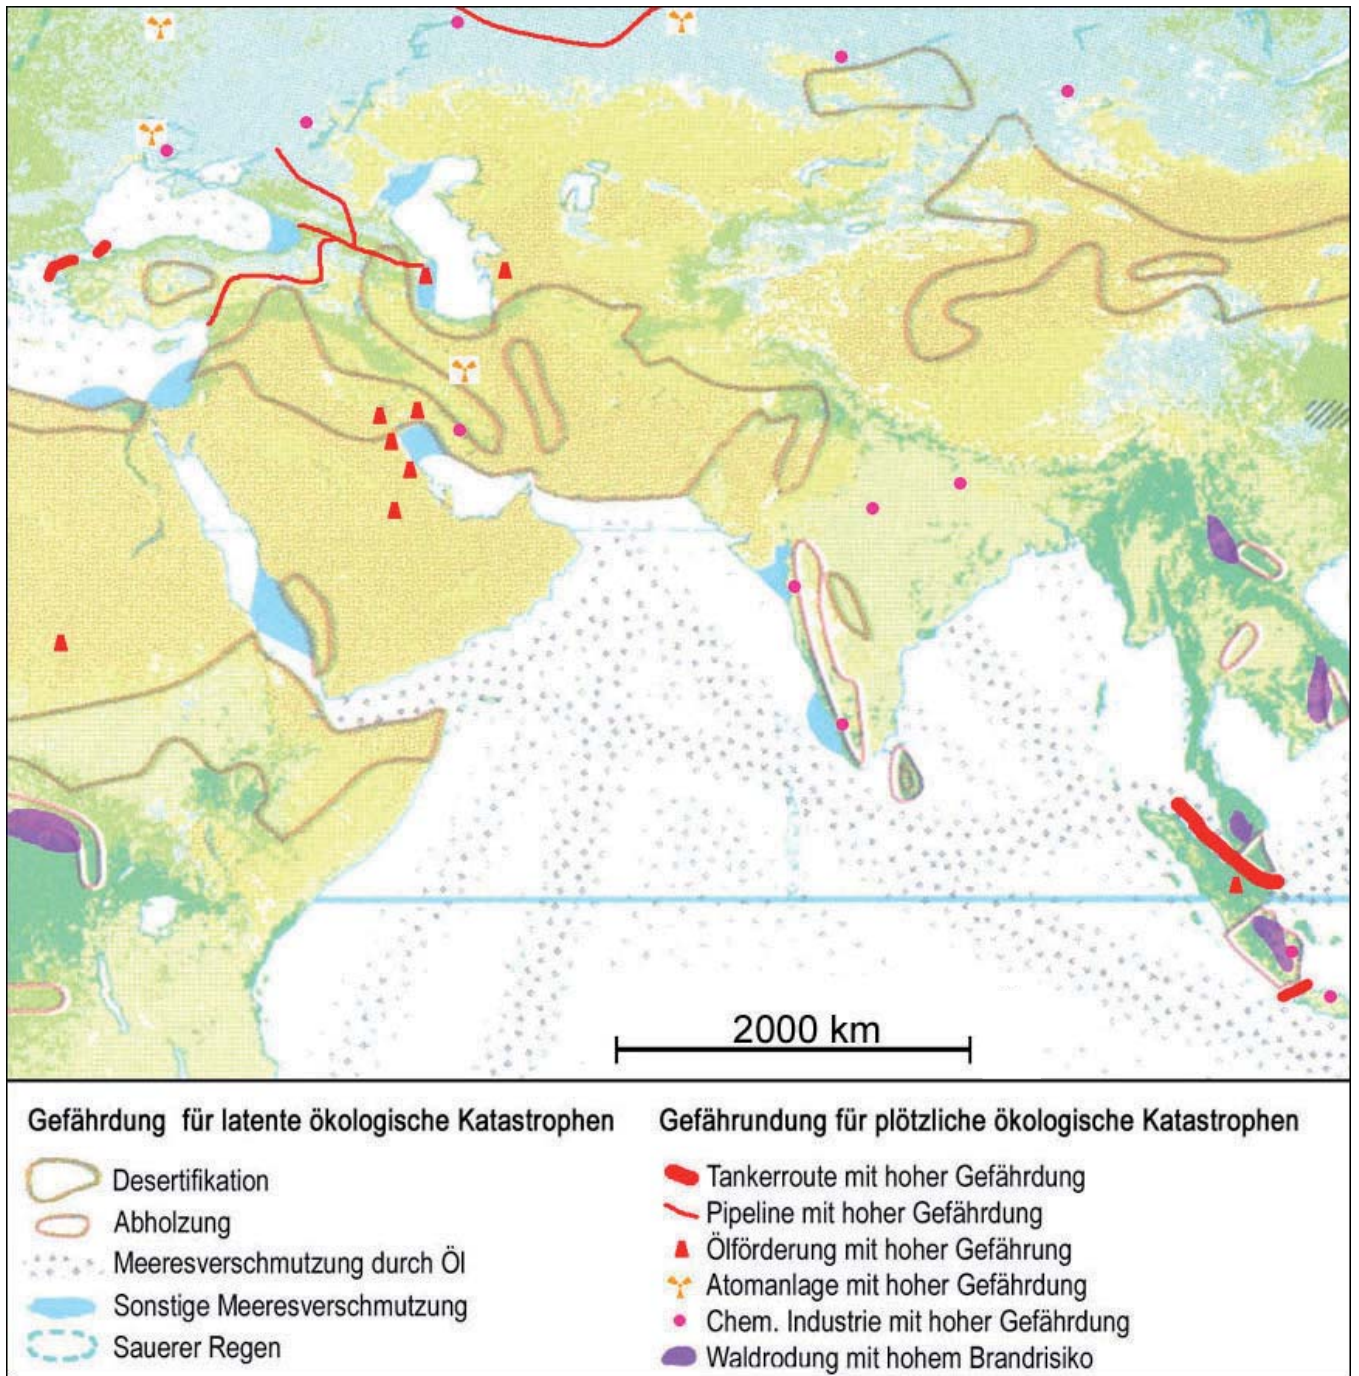 2000 km
Gefährdung für latente ökologische Katastrophen
Desertifikation
Abholzung
Meeresverschmutzung durch Öl
Sonstige Meeresverschmutzung
Sauerer Regen
Gefährundung für plötzliche ökologische Katastrophen
Tankerroute mit hoher Gefährdung
Pipeline mit hoher Gefährdung
Ölförderung mit hoher Gefährung
Atomanlage mit hoher Gefährdung
Chem. Industrie mit hoher Gefährdung
Waldrodung mit hohem Brandrisiko